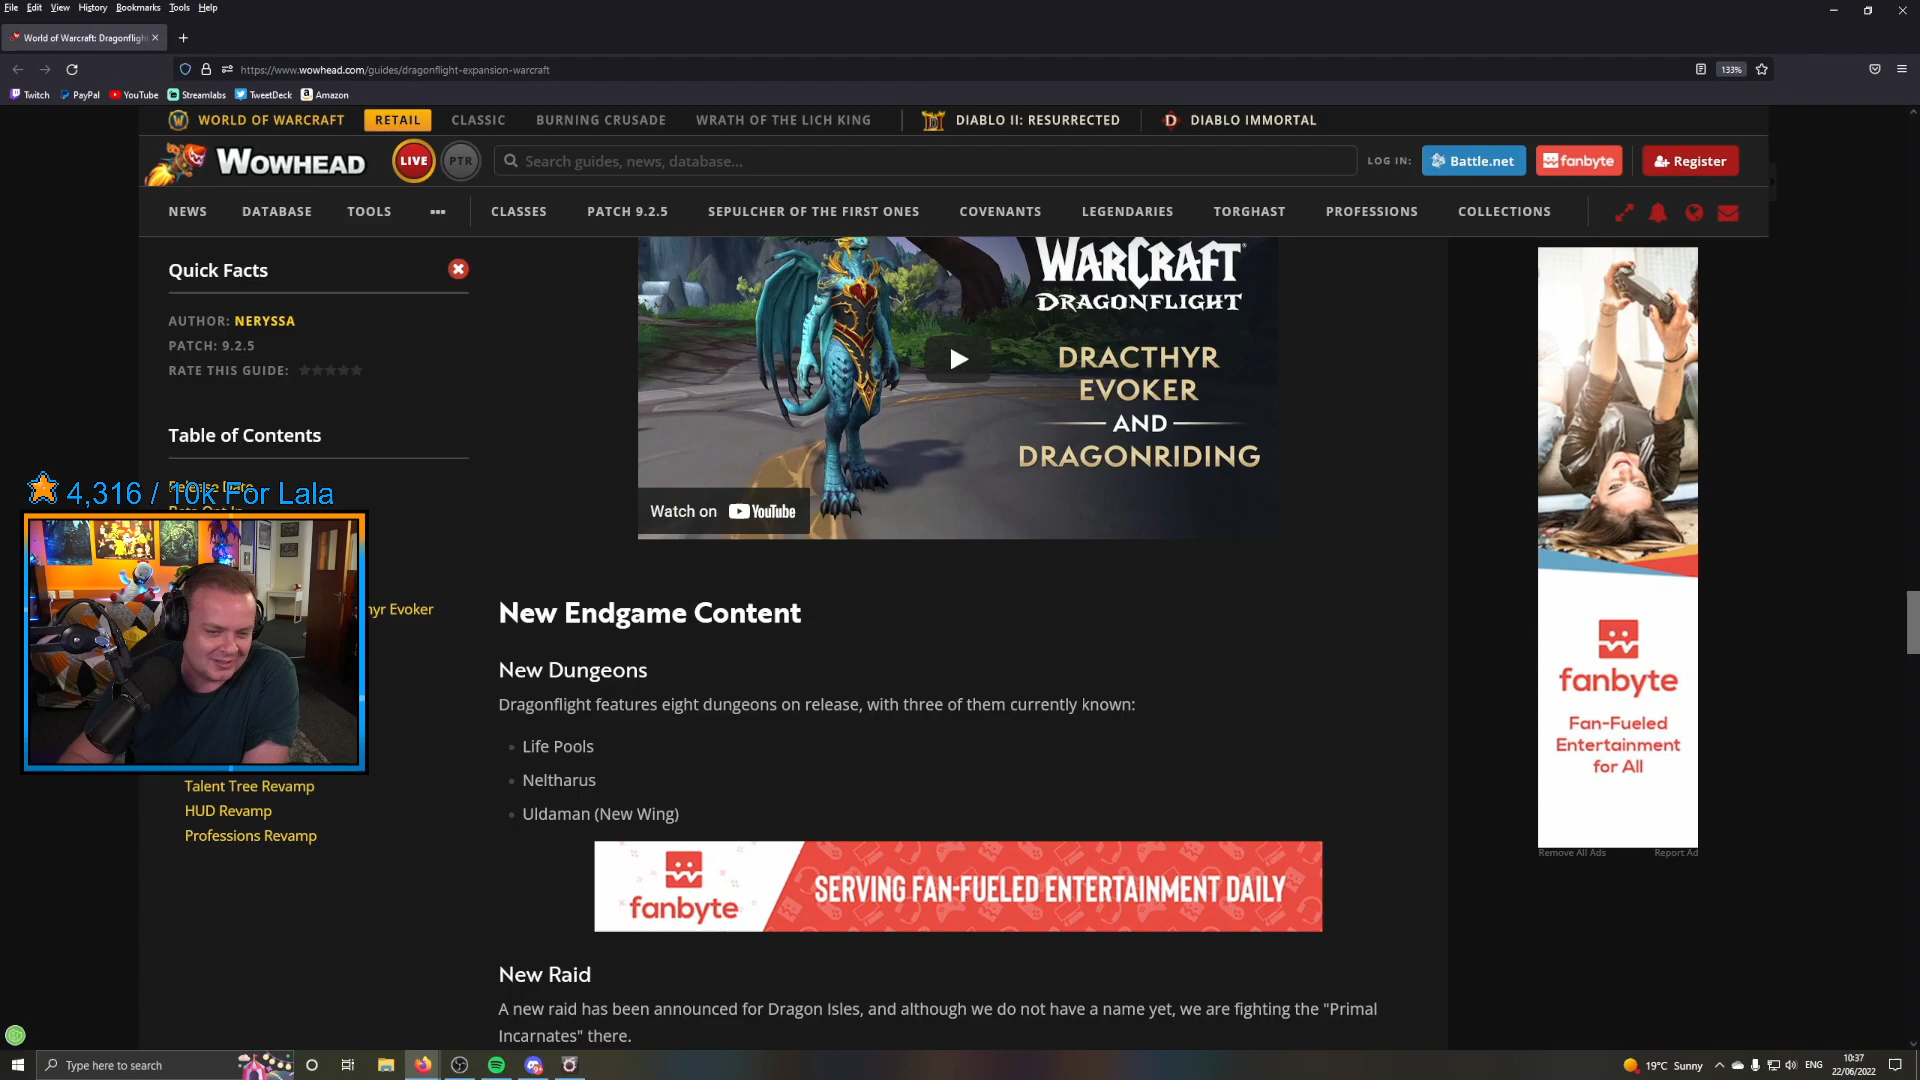 File Edit View History Bookmarks Tools Help
World of Warcraft: Dragonfligh
https://www.wowhead.com/guides/dragonflight-expansion-warcraft
133%
Twitch PayPal YouTube Streamlabs TweetDeck Amazon
WORLD OF WARCRAFT RETAIL CLASSIC BURNING CRUSADE WRATH OF THE LICH KING DIABLO II: RESURRECTED DIABLO IMMORTAL
WOWHEAD LIVE PTR Search guides, news, database... LOG IN: Battle.net fanbyte Register
NEWS DATABASE TOOLS ••• CLASSES PATCH 9.2.5 SEPULCHER OF THE FIRST ONES COVENANTS LEGENDARIES TORGHAST PROFESSIONS COLLECTIONS
Quick Facts
AUTHOR: NERYSSA
PATCH: 9.2.5
RATE THIS GUIDE:
Table of Contents
Release Date
4,316 / 10k For Lala
Beta Opt In
hyr Evoker
Talent Tree Revamp
HUD Revamp
Professions Revamp
WARCRAFT
DRAGONFLIGHT
DRACTHYR
EVOKER
AND
DRAGONRIDING
Watch on YouTube
New Endgame Content
New Dungeons
Dragonflight features eight dungeons on release, with three of them currently known:
• Life Pools
• Neltharus
• Uldaman (New Wing)
fanbyte SERVING FAN-FUELED ENTERTAINMENT DAILY
New Raid
A new raid has been announced for Dragon Isles, and although we do not have a name yet, we are fighting the "Primal
Incarnates" there.
fanbyte
Fan-Fueled
Entertainment
for All
Remove All Ads Report Ad
Type here to search
19°C Sunny ENG 10:37
22/06/2022